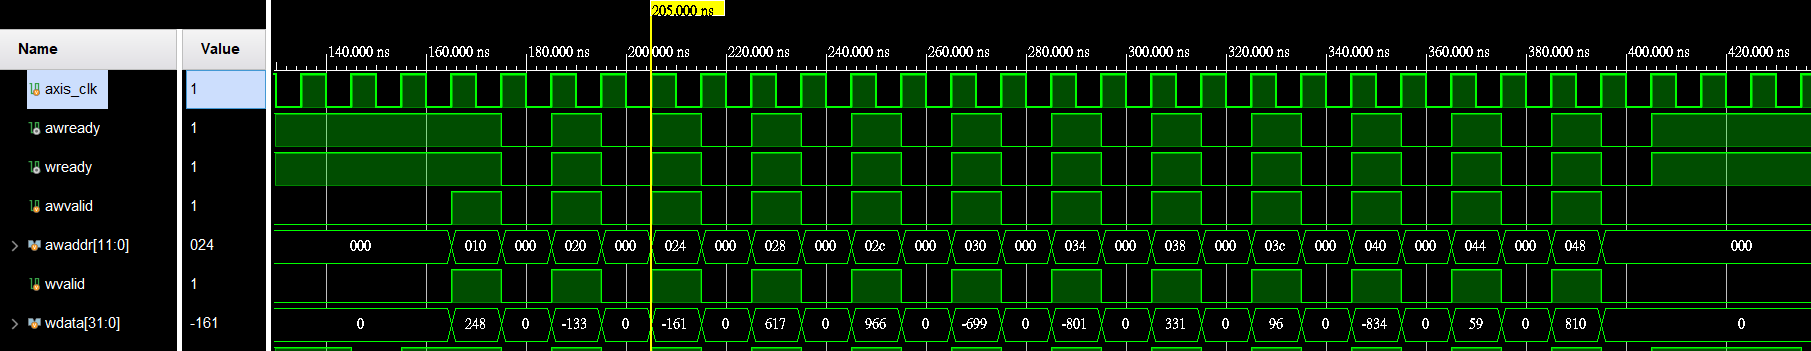 205.000 ns
Name Value
140.000 ns 160.000 ns 180.000 ns 200.000 ns 220.000 ns 240.000 ns 260.000 ns 280.000 ns 300.000 ns 320.000 ns 340.000 ns 360.000 ns 380.000 ns 400.000 ns 420.000 ns
axis_clk 1
awready 1
wready 1
awvalid 1
awaddr[11:0] 024 000 010 000 020 000 024 000 028 000 02c 000 030 000 034 000 038 000 03c 000 040 000 044 000 048 000
wvalid 1
wdata[31:0] -161 0 248 0 -133 0 -161 0 617 0 966 0 -699 0 -801 0 331 0 96 0 -834 0 59 0 810 0